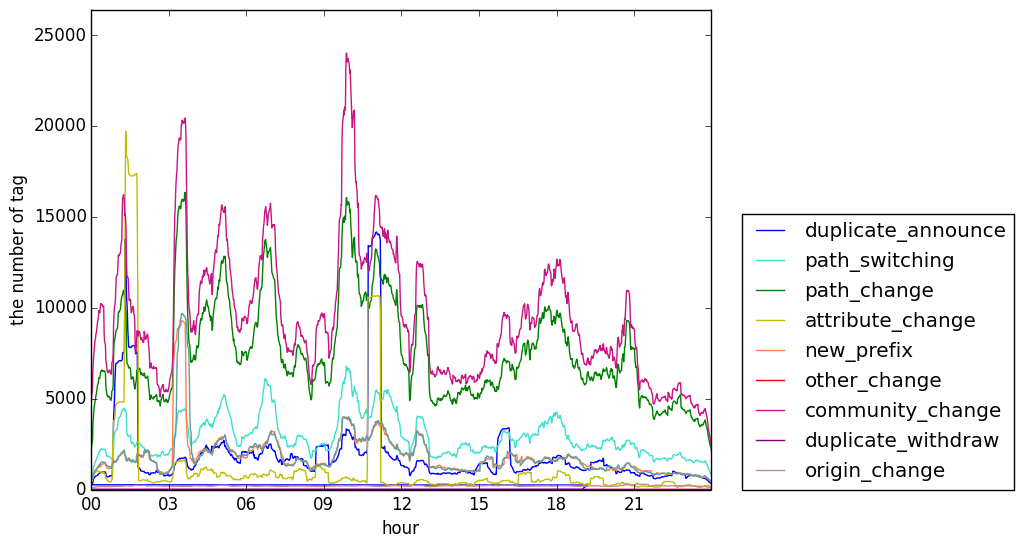 25000
20000
15000
10000
5000
0
the number of tag
00 03 06 09 12 15 18 21
hour
duplicate_announce
path_switching
path_change
attribute_change
new_prefix
other_change
community_change
duplicate_withdraw
origin_change